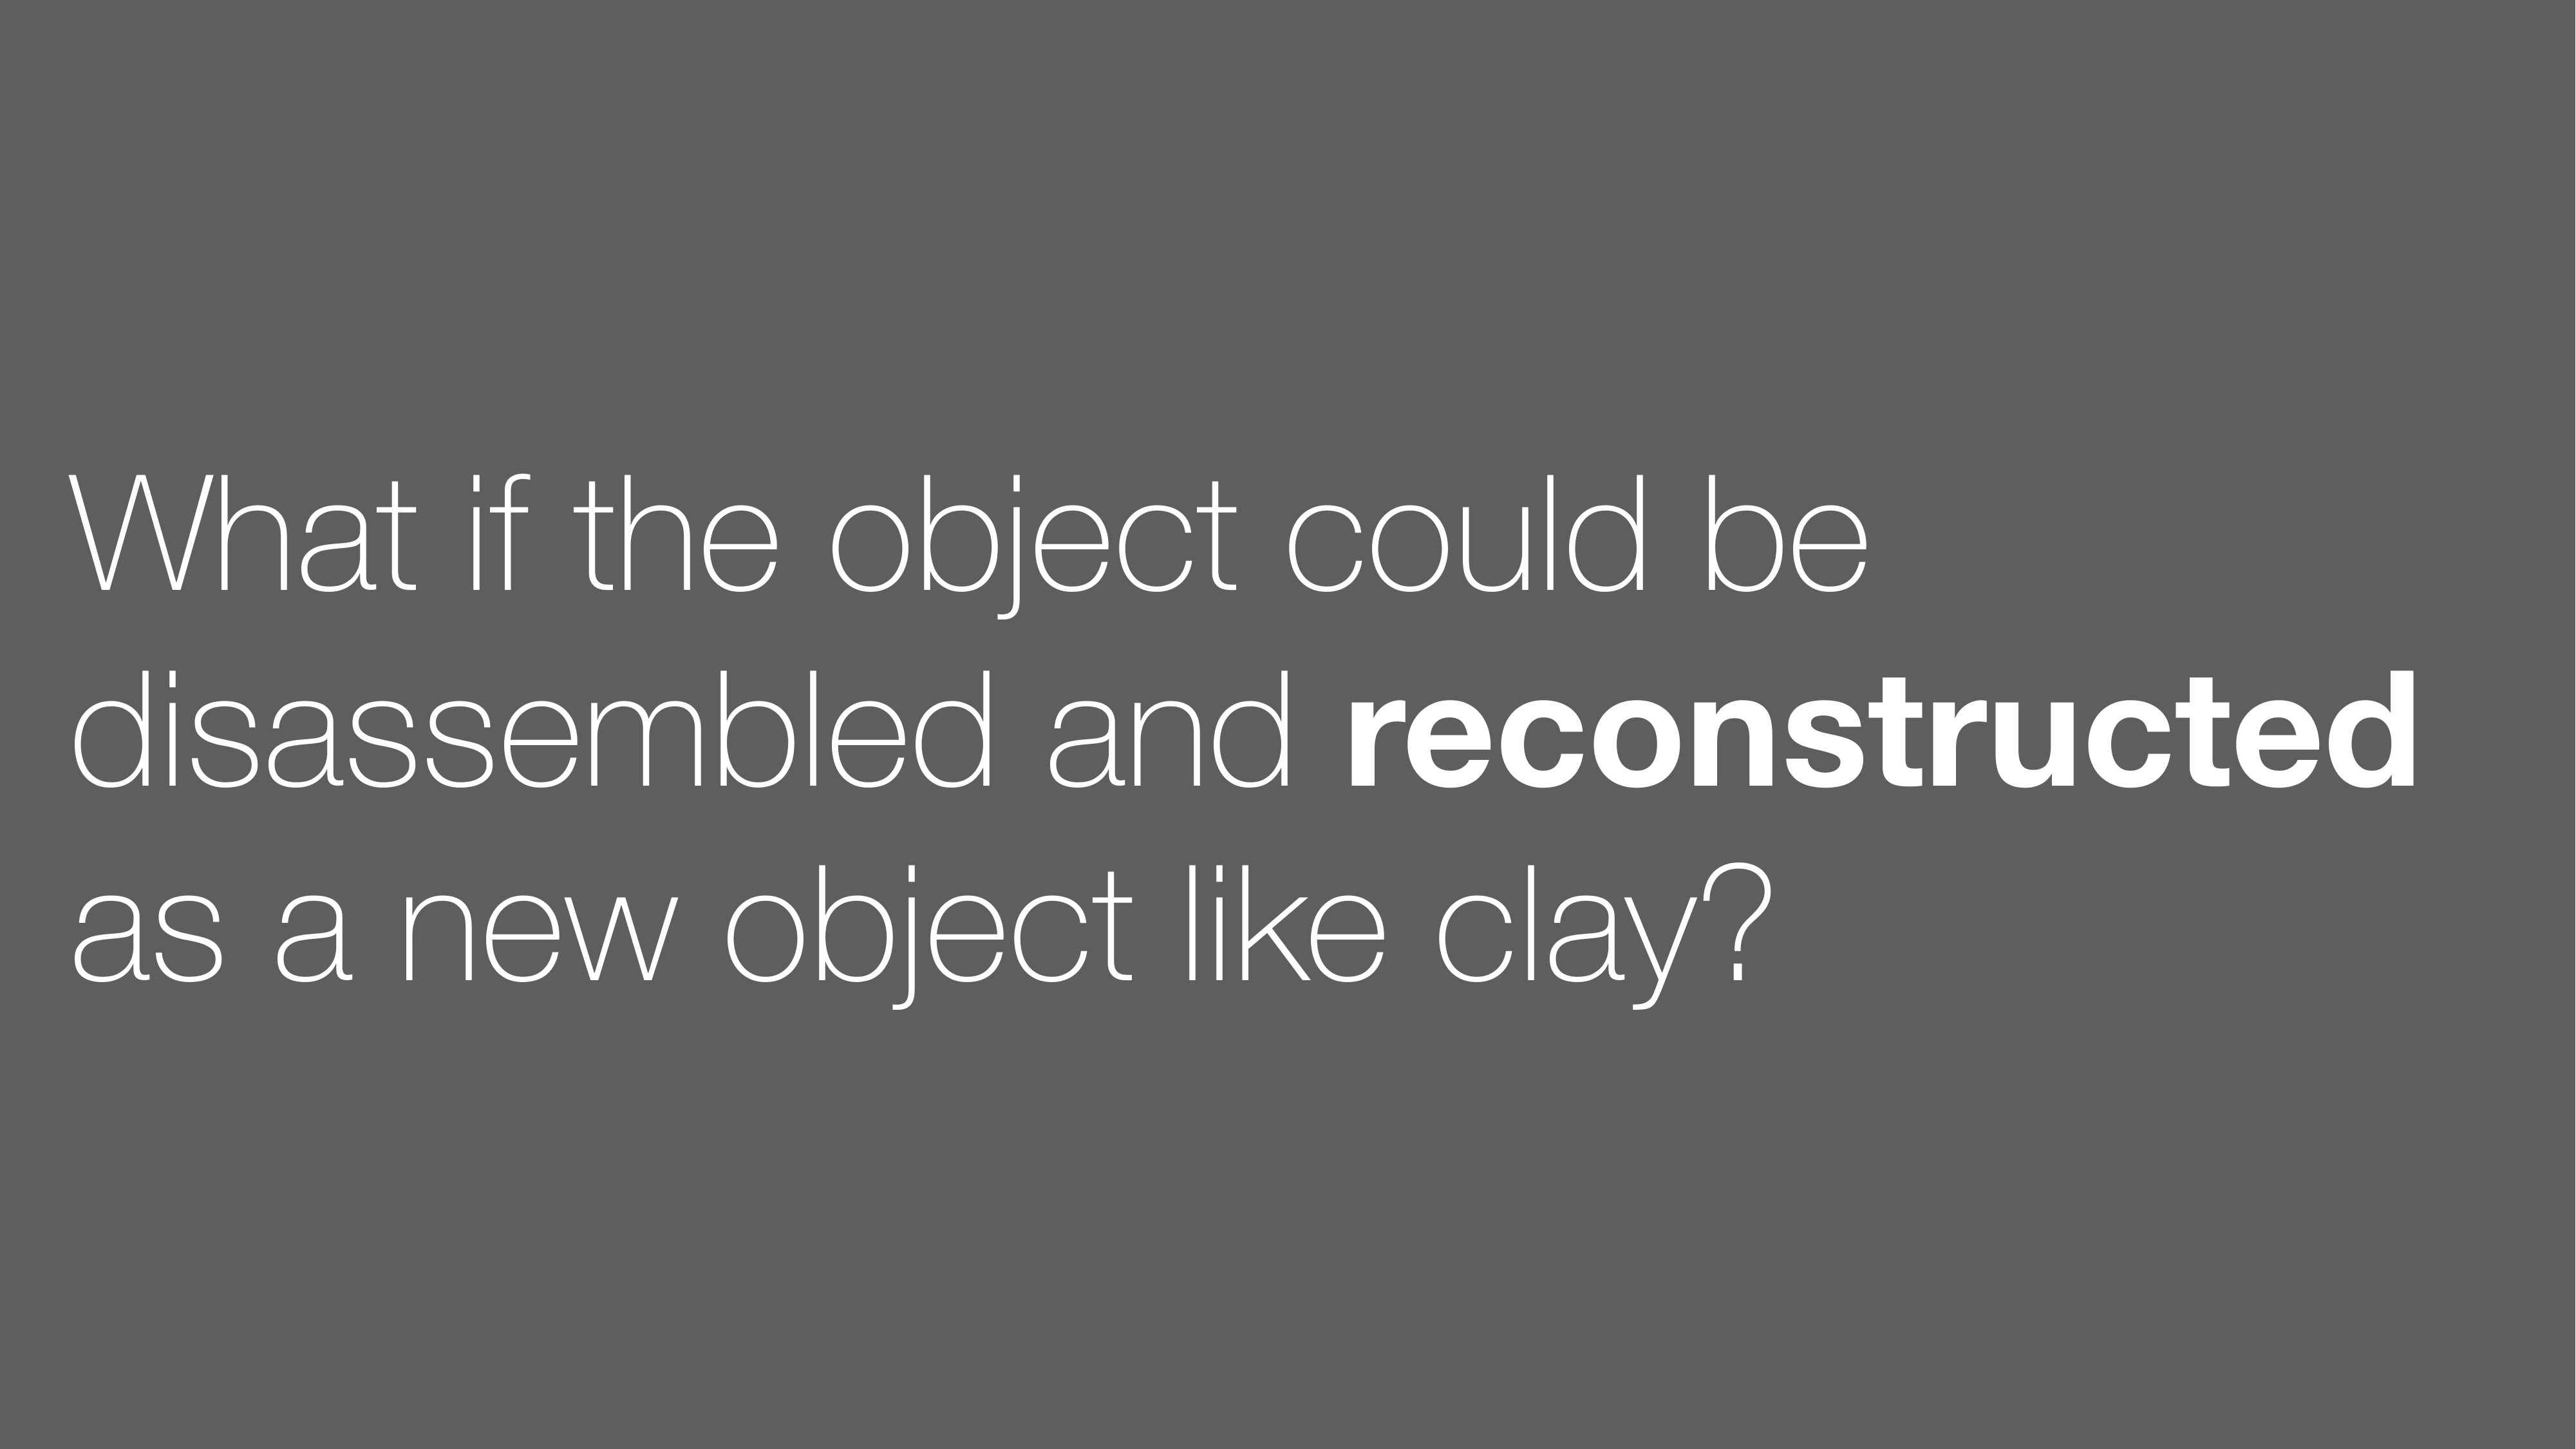 What if the object could be
disassembled and reconstructed
as a new object like clay?